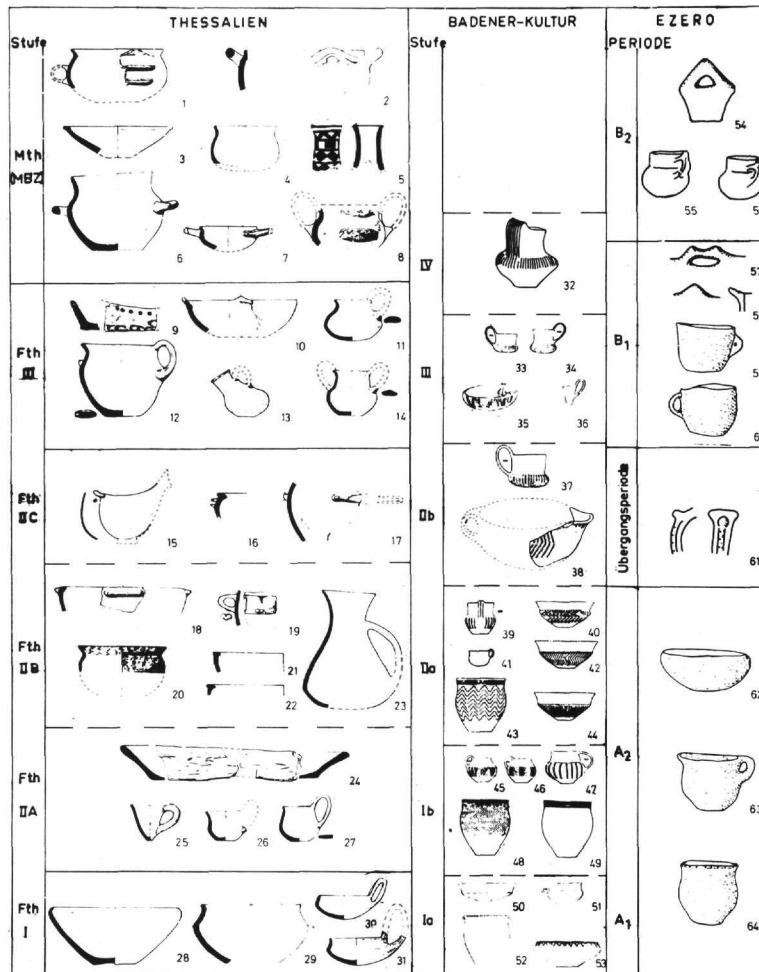 THESSALIEN
BADENER-KULTUR
EZERO
Stufe
Stufe
PERIODE
1
2
54
Mth
(MBZ)
3
4
5
B2
55
6
7
8
IV
32
57
9
10
11
B1
Fth
III
III
33
34
12
13
14
35
36
Fth
IIC
37
15
16
17
IIb
38
Übergangsperiode
61
18
19
39
40
Fth
IIB
20
21
22
23
41
42
IIa
43
44
62
Fth
24
A2
IIA
25
26
27
45
46
47
Ib
48
49
63
Fth
I
30
28
29
31
50
51
Ia
52
53
A1
64